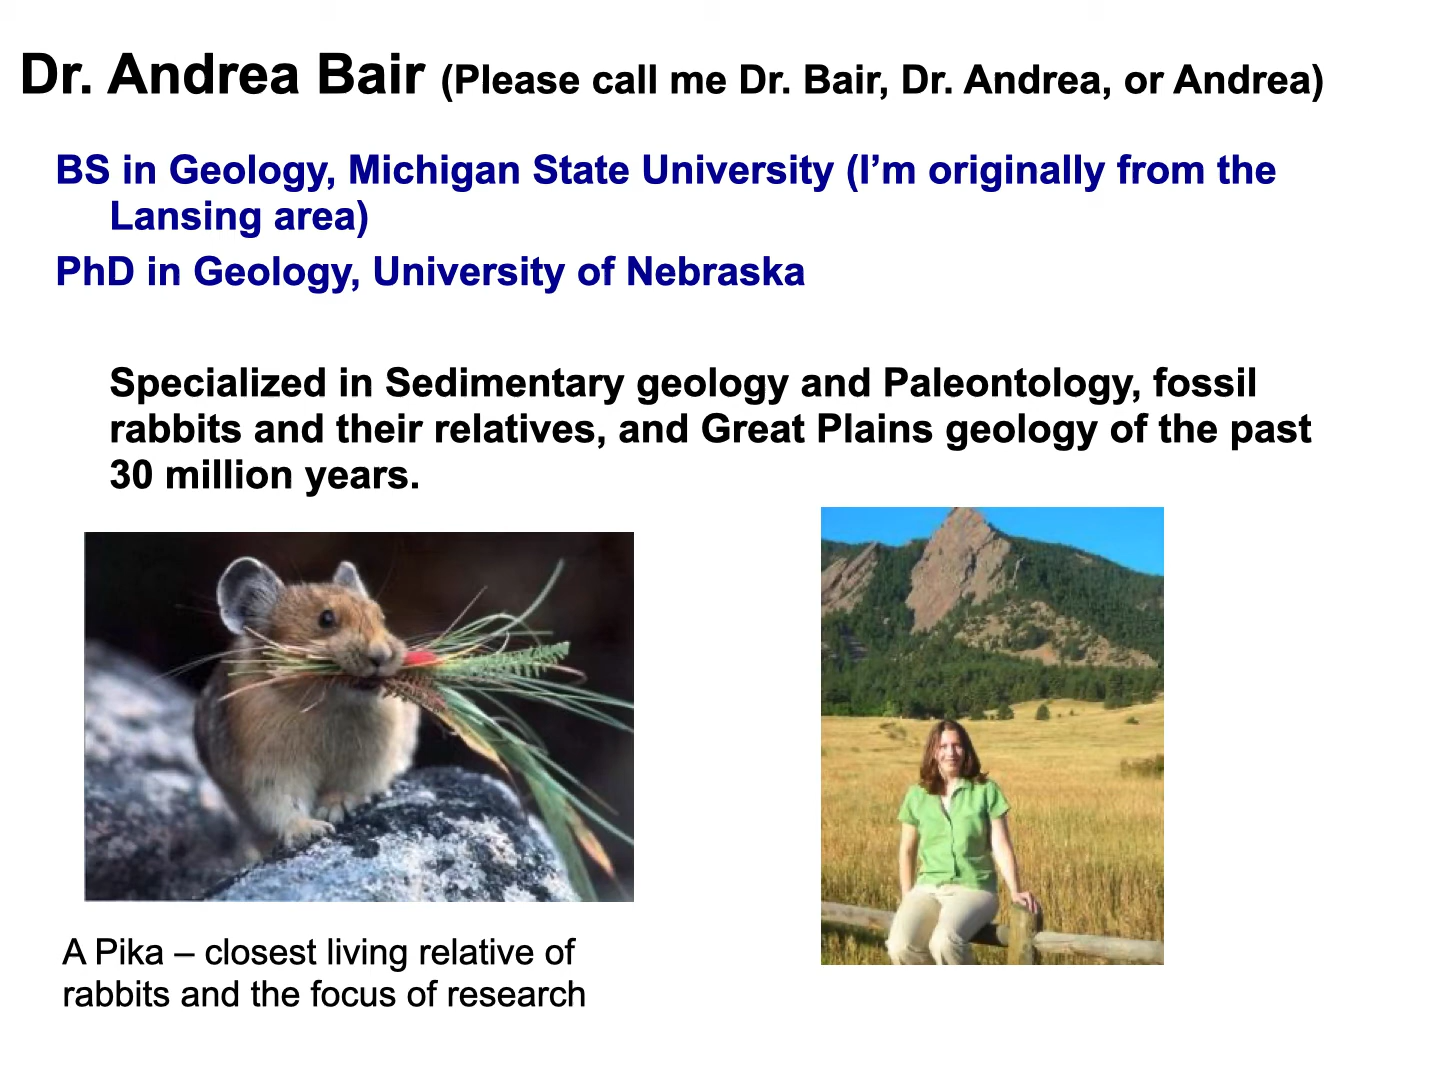 Dr. Andrea Bair (Please call me Dr. Bair, Dr. Andrea, or Andrea)
BS in Geology, Michigan State University (I’m originally from the
Lansing area)
PhD in Geology, University of Nebraska
Specialized in Sedimentary geology and Paleontology, fossil
rabbits and their relatives, and Great Plains geology of the past
30 million years.
A Pika – closest living relative of
rabbits and the focus of research